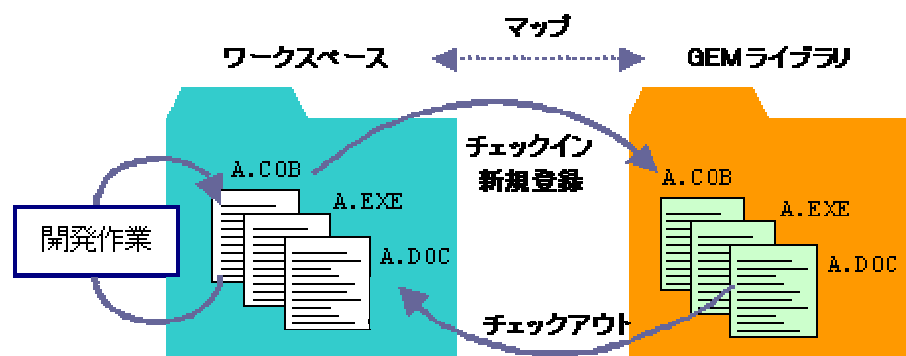 マップ
ワークスペース
GEMライブラリ
チェックイン
新規登録
A.COB
A.EXE
A.DOC
開発作業
A.COB
A.EXE
A.DOC
チェックアウト